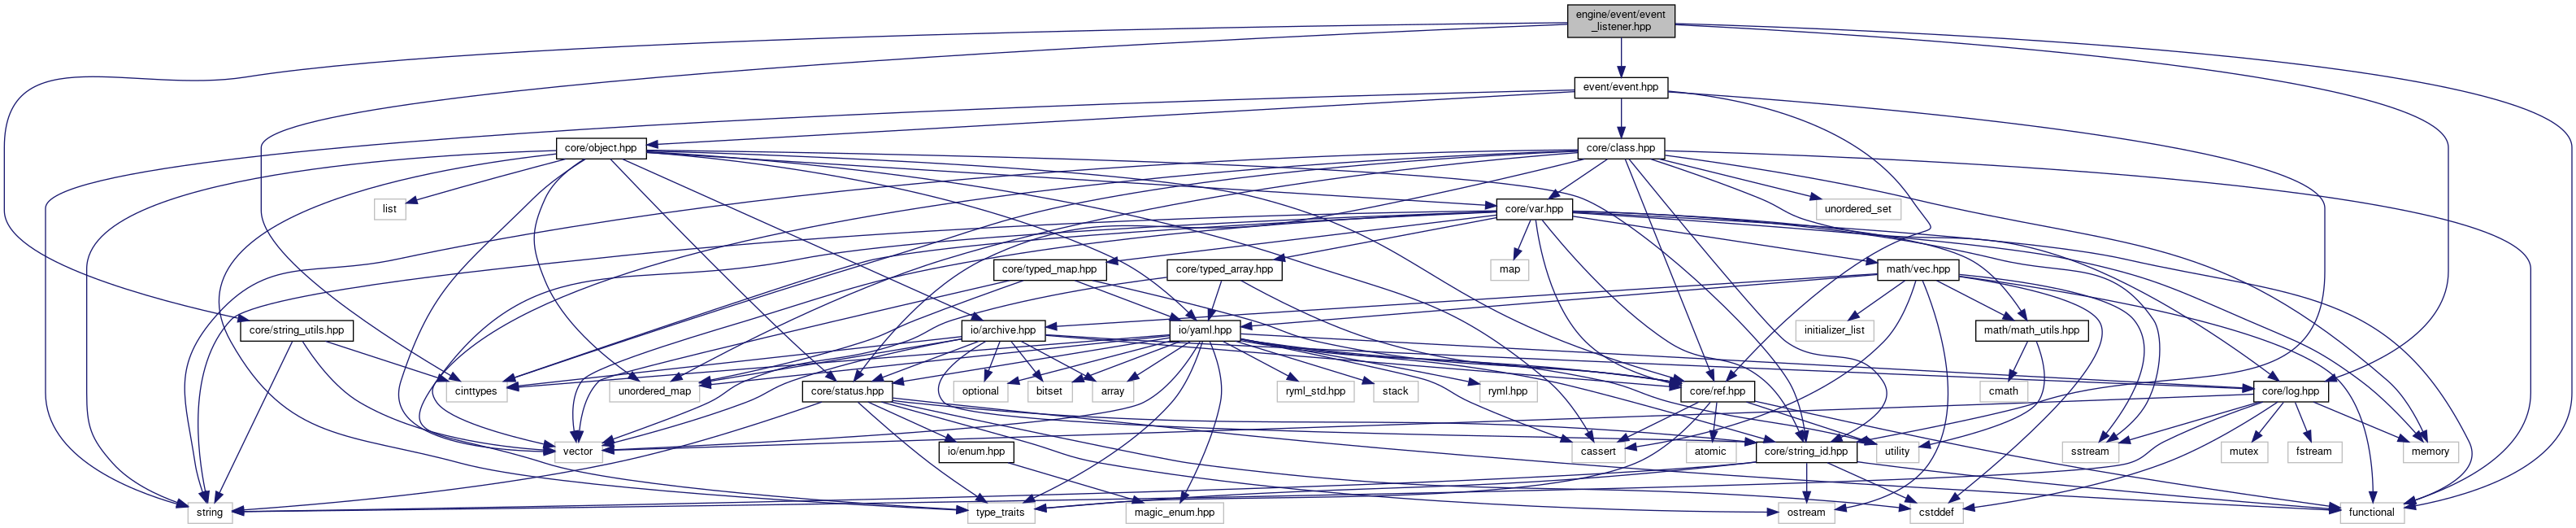 engine/event/event
_listener.hpp
event/event.hpp
core/object.hpp
core/class.hpp
list
core/var.hpp
unordered_set
core/typed_map.hpp
core/typed_array.hpp
map
math/vec.hpp
core/string_utils.hpp
io/archive.hpp
io/yaml.hpp
initializer_list
math/math_utils.hpp
cinttypes
unordered_map
core/status.hpp
optional
bitset
array
ryml_std.hpp
stack
ryml.hpp
core/ref.hpp
cmath
core/log.hpp
vector
io/enum.hpp
cassert
atomic
core/string_id.hpp
utility
sstream
mutex
fstream
memory
string
type_traits
magic_enum.hpp
ostream
cstddef
functional